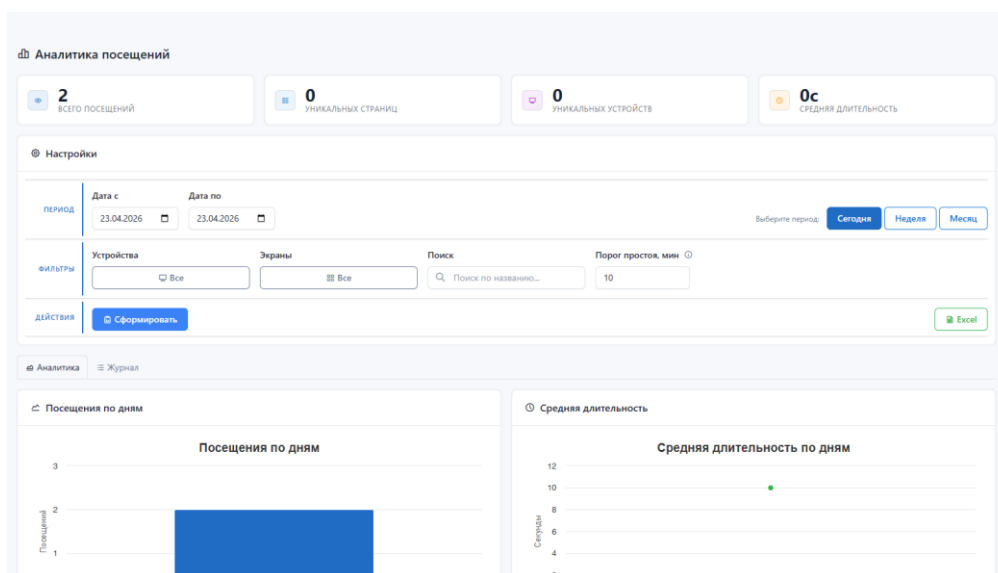 Аналитика посещений
2
ВСЕГО ПОСЕЩЕНИЙ
0
УНИКАЛЬНЫХ СТРАНИЦ
0
УНИКАЛЬНЫХ УСТРОЙСТВ
0с
СРЕДНЯЯ ДЛИТЕЛЬНОСТЬ
Настройки
ПЕРИОД
Дата с
Дата по
23.04.2026
23.04.2026
Выберите период:
Сегодня
Неделя
Месяц
ФИЛЬТРЫ
Устройства
Экраны
Поиск
Порог простоя, мин
Все
Все
Поиск по названию...
10
ДЕЙСТВИЯ
Сформировать
Excel
Аналитика
Журнал
Посещения по дням
Средняя длительность
Посещения по дням
3
2
1
Посещений
Средняя длительность по дням
12
10
8
6
4
Секунды